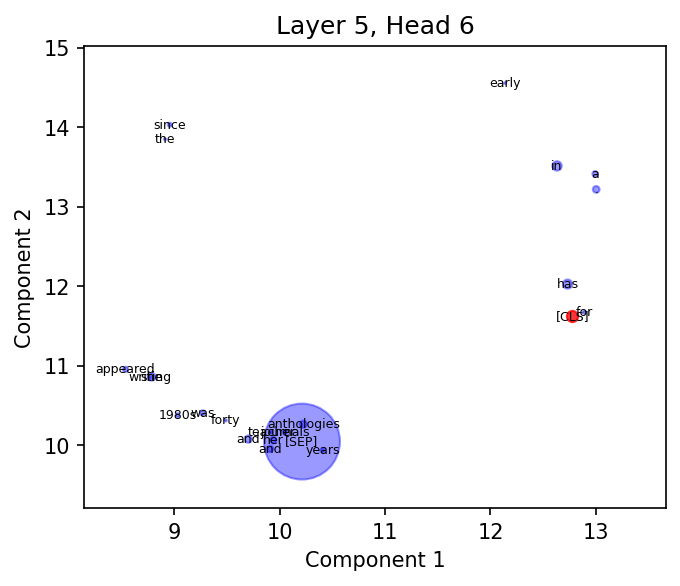 Layer 5, Head 6
15
14
13
12
11
10
Component 2
early
since
the
in
a
has
for
[CLS]
appeared
writing
1980s
was
forty
anthologies
journals
and
her
[SEP]
and
years
9
10
11
12
13
Component 1